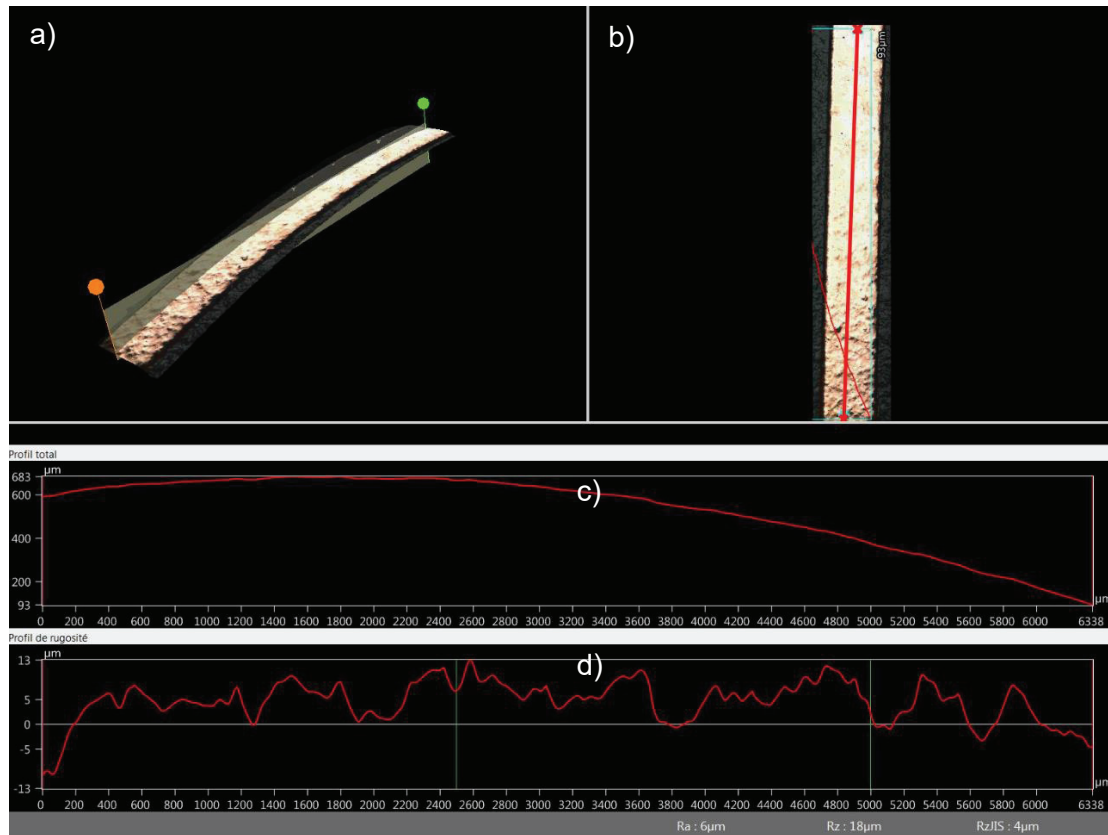 a)
b)
93µm
Profil total
µm
683
600
400
200
93
c)
µm
0 200 400 600 800 1000 1200 1400 1600 1800 2000 2200 2400 2600 2800 3000 3200 3400 3600 3800 4000 4200 4400 4600 4800 5000 5200 5400 5600 5800 6000 6338
Profil de rugosité
µm
13
5
0
-5
-13
d)
µm
0 200 400 600 800 1000 1200 1400 1600 1800 2000 2200 2400 2600 2800 3000 3200 3400 3600 3800 4000 4200 4400 4600 4800 5000 5200 5400 5600 5800 6000 6338
Ra : 6µm Rz : 18µm RzJIS : 4µm